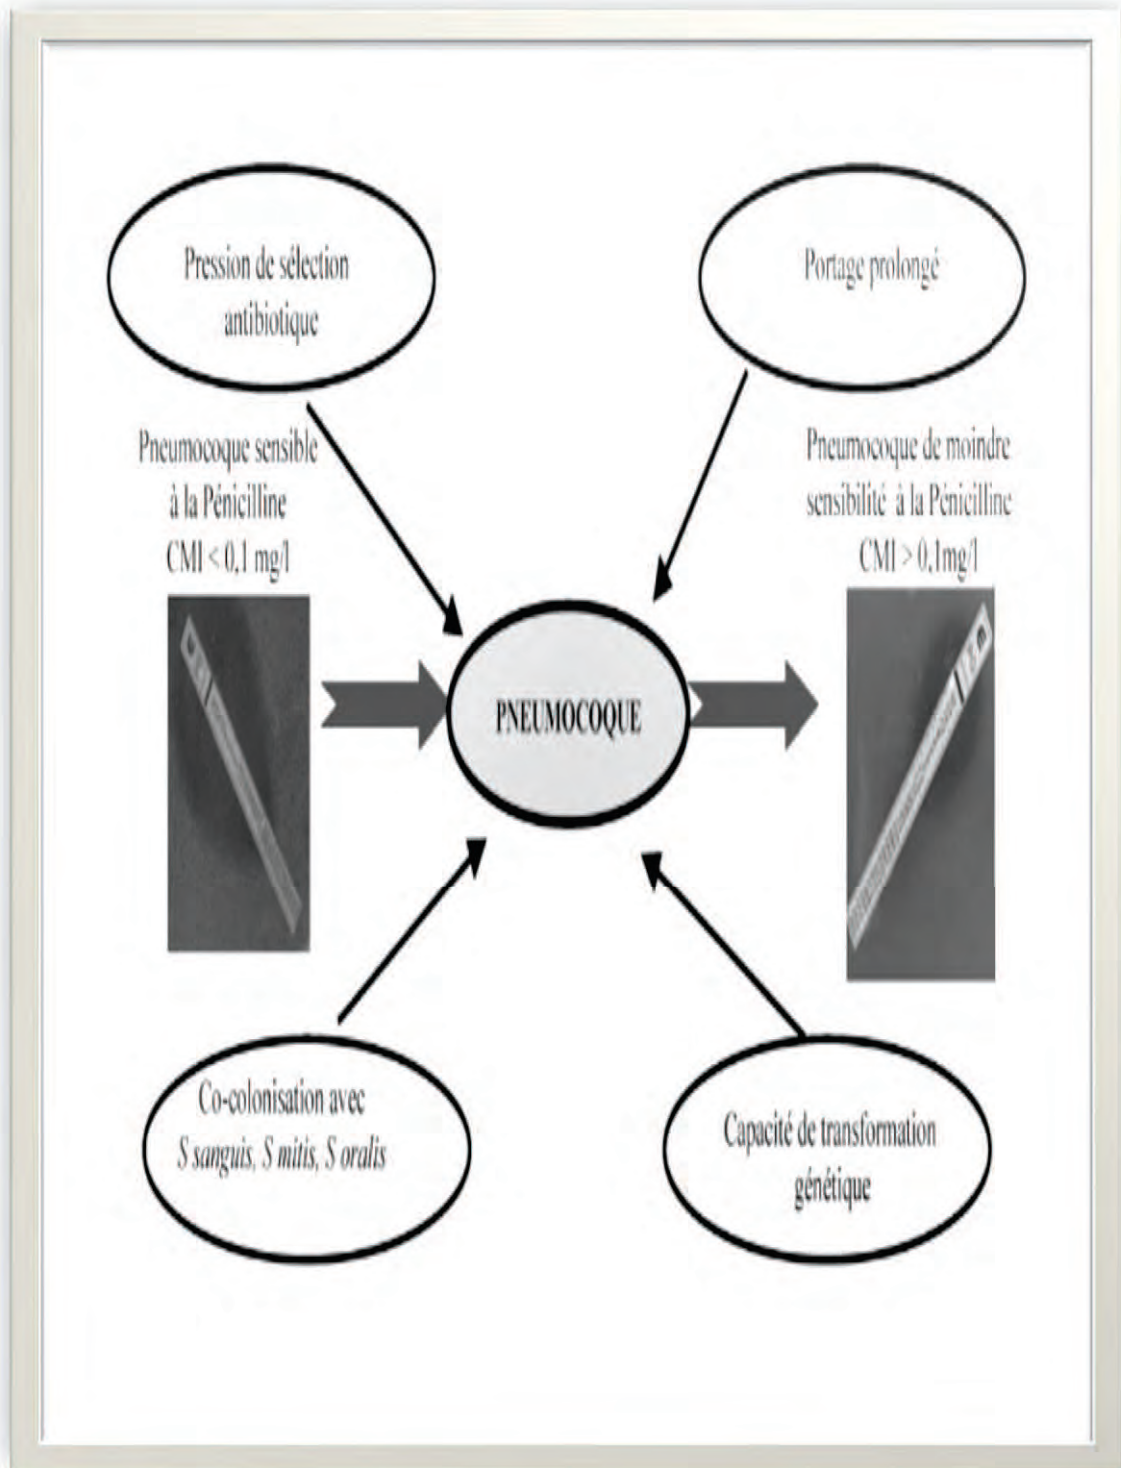 Pression de sélection
antibiotique
Portage prolongé
Pneumocoque sensible
à la Pénicilline
CMI < 0,1 mg/l
Pneumocoque de moindre
sensibilité à la Pénicilline
CMI > 0,1mg/l
PNEUMOCOQUE
Co-colonisation avec
S sanguis, S mitis, S oralis
Capacité de transformation
génétique